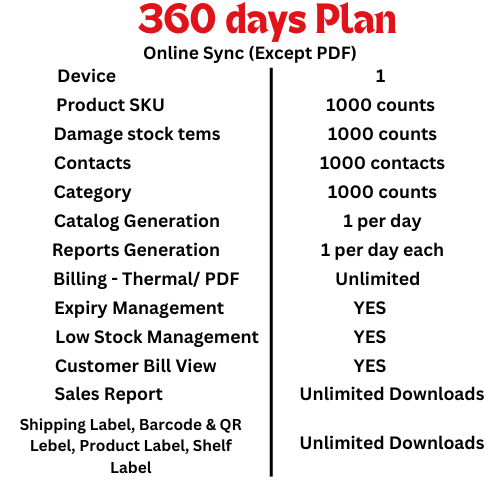 360 days Plan
Online Sync (Except PDF)
Device 1
Product SKU 1000 counts
Damage stock tems 1000 counts
Contacts 1000 contacts
Category 1000 counts
Catalog Generation 1 per day
Reports Generation 1 per day each
Billing - Thermal/ PDF Unlimited
Expiry Management YES
Low Stock Management YES
Customer Bill View YES
Sales Report Unlimited Downloads
Shipping Label, Barcode & QR
Lebel, Product Label, Shelf
Label
Unlimited Downloads